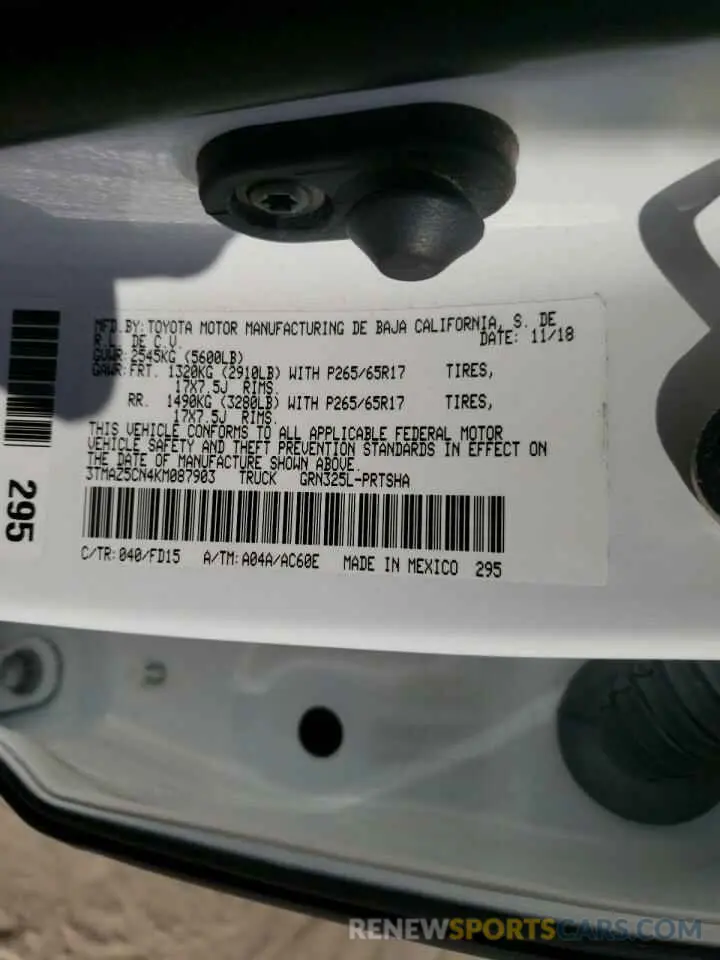 MFD.BY: TOYOTA MOTOR MANUFACTURING DE BAJA CALIFORNIA, S. DE
R.L. DE C.V. DATE: 11/18
GVWR: 2545KG (5600LB)
GAWR: FRT. 1320KG (2910LB) WITH P265/65R17 TIRES,
17X7.5J RIMS.
RR. 1490KG (3280LB) WITH P265/65R17 TIRES,
17X7.5J RIMS.
THIS VEHICLE CONFORMS TO ALL APPLICABLE FEDERAL MOTOR
VEHICLE SAFETY AND THEFT PREVENTION STANDARDS IN EFFECT ON
THE DATE OF MANUFACTURE SHOWN ABOVE.
3TMAZ5CN4KM087903 TRUCK GRN325L-PRTSHA
C/TR: 040/FD15 A/TM: A04A/AC60E MADE IN MEXICO 295
295
RENEWSPORTSCARS.COM